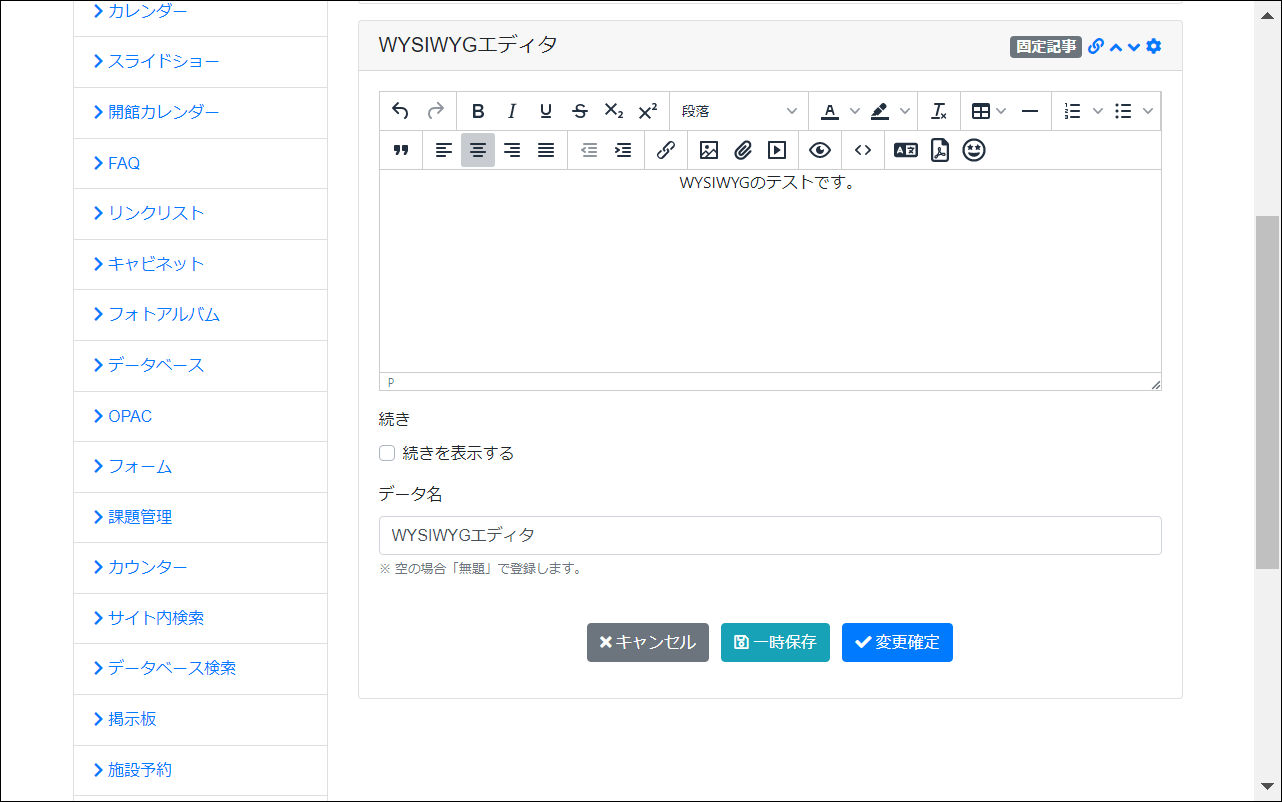 カレンダー
スライドショー
開館カレンダー
FAQ
リンクリスト
キャビネット
フォトアルバム
データベース
OPAC
フォーム
課題管理
カウンター
サイト内検索
データベース検索
掲示板
施設予約
WYSIWYGエディタ
固定記事
段落
WYSIWYGのテストです。
P
続き
続きを表示する
データ名
WYSIWYGエディタ
※ 空の場合「無題」で登録します。
キャンセル
一時保存
変更確定